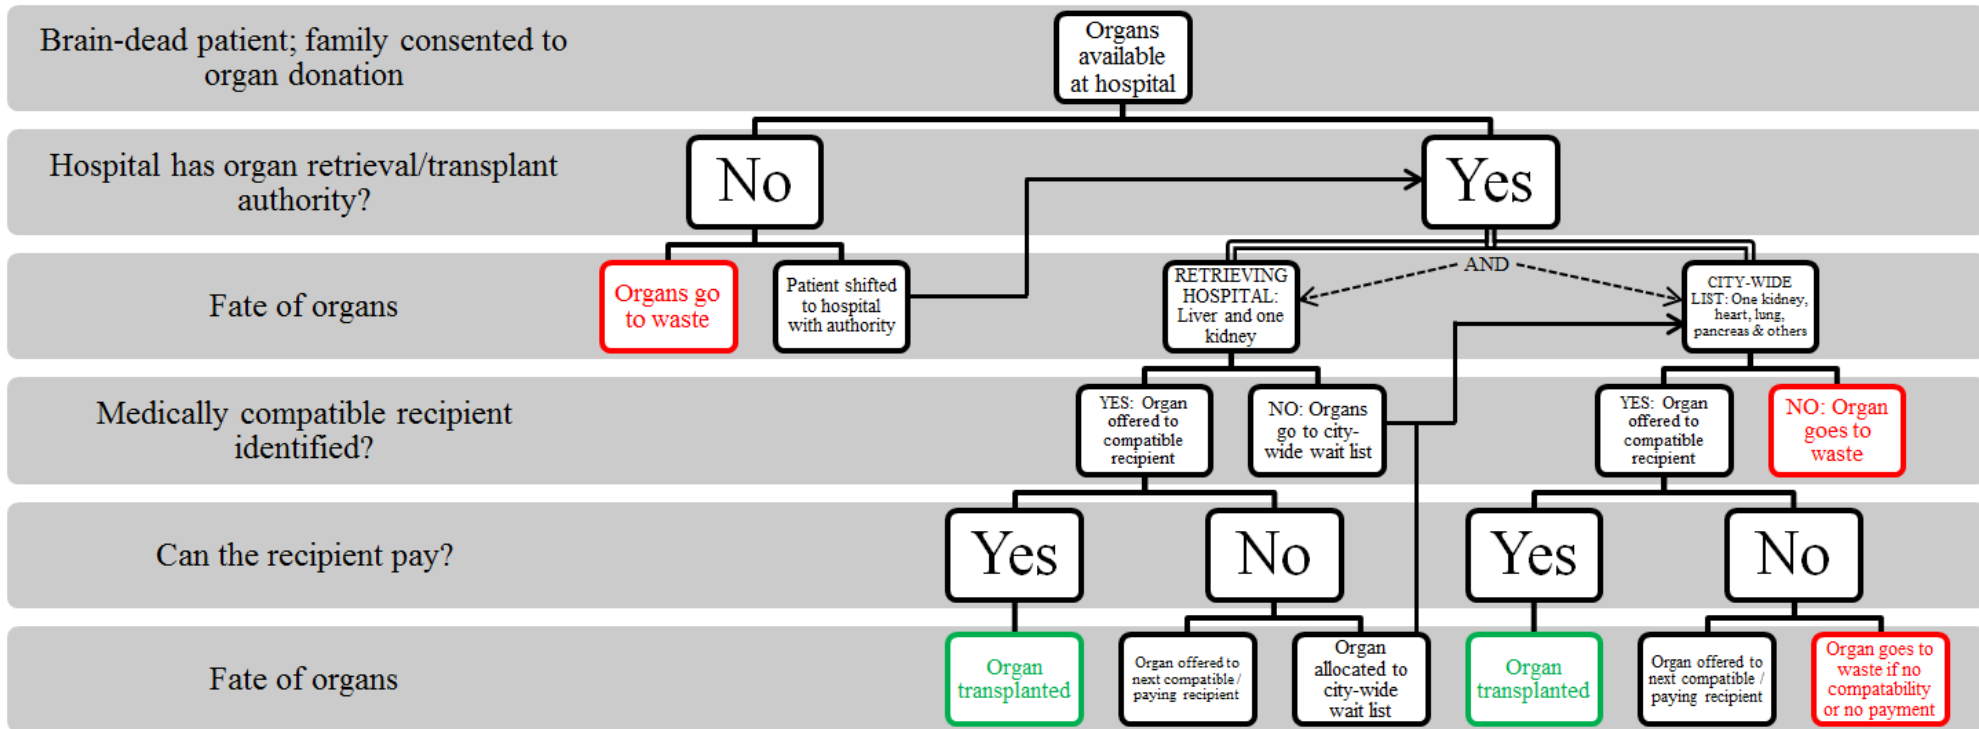 Brain-dead patient; family consented to
organ donation
Organs
available
at hospital
Hospital has organ retrieval/transplant
authority?
No
Yes
Fate of organs
Organs go
to waste
Patient shifted
to hospital
with authority
RETRIEVING
HOSPITAL:
Liver and one
kidney
AND
CITY-WIDE
LIST: One kidney,
heart, lung,
pancreas & others
Medically compatible recipient
identified?
YES: Organ
offered to
compatible
recipient
NO: Organs
go to city-
wide wait list
YES: Organ
offered to
compatible
recipient
NO: Organ
goes to
waste
Can the recipient pay?
Yes
No
Yes
No
Fate of organs
Organ
transplanted
Organ offered to
next compatible /
paying recipient
Organ
allocated to
city-wide
wait list
Organ
transplanted
Organ offered to
next compatible /
paying recipient
Organ goes to
waste if no
compatability
or no payment